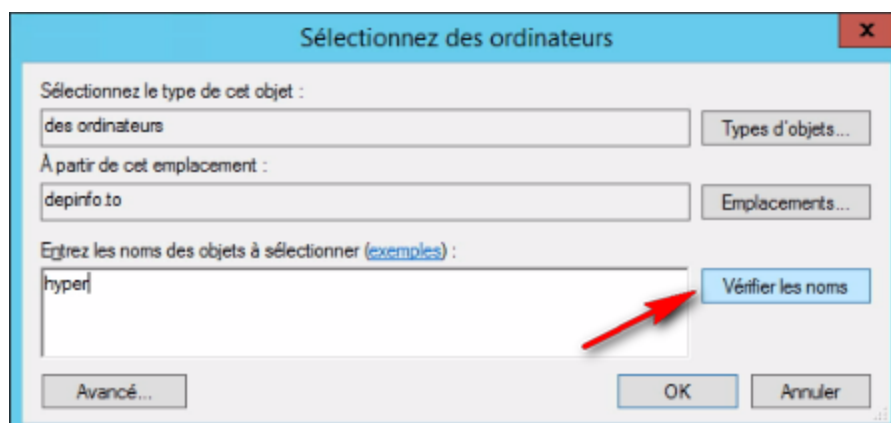 Sélectionnez des ordinateurs
x
Sélectionnez le type de cet objet :
des ordinateurs
Types d'objets...
À partir de cet emplacement :
depinfo.to
Emplacements...
Entrez les noms des objets à sélectionner (exemples) :
hyper
Vérifier les noms
Avancé...
OK
Annuler